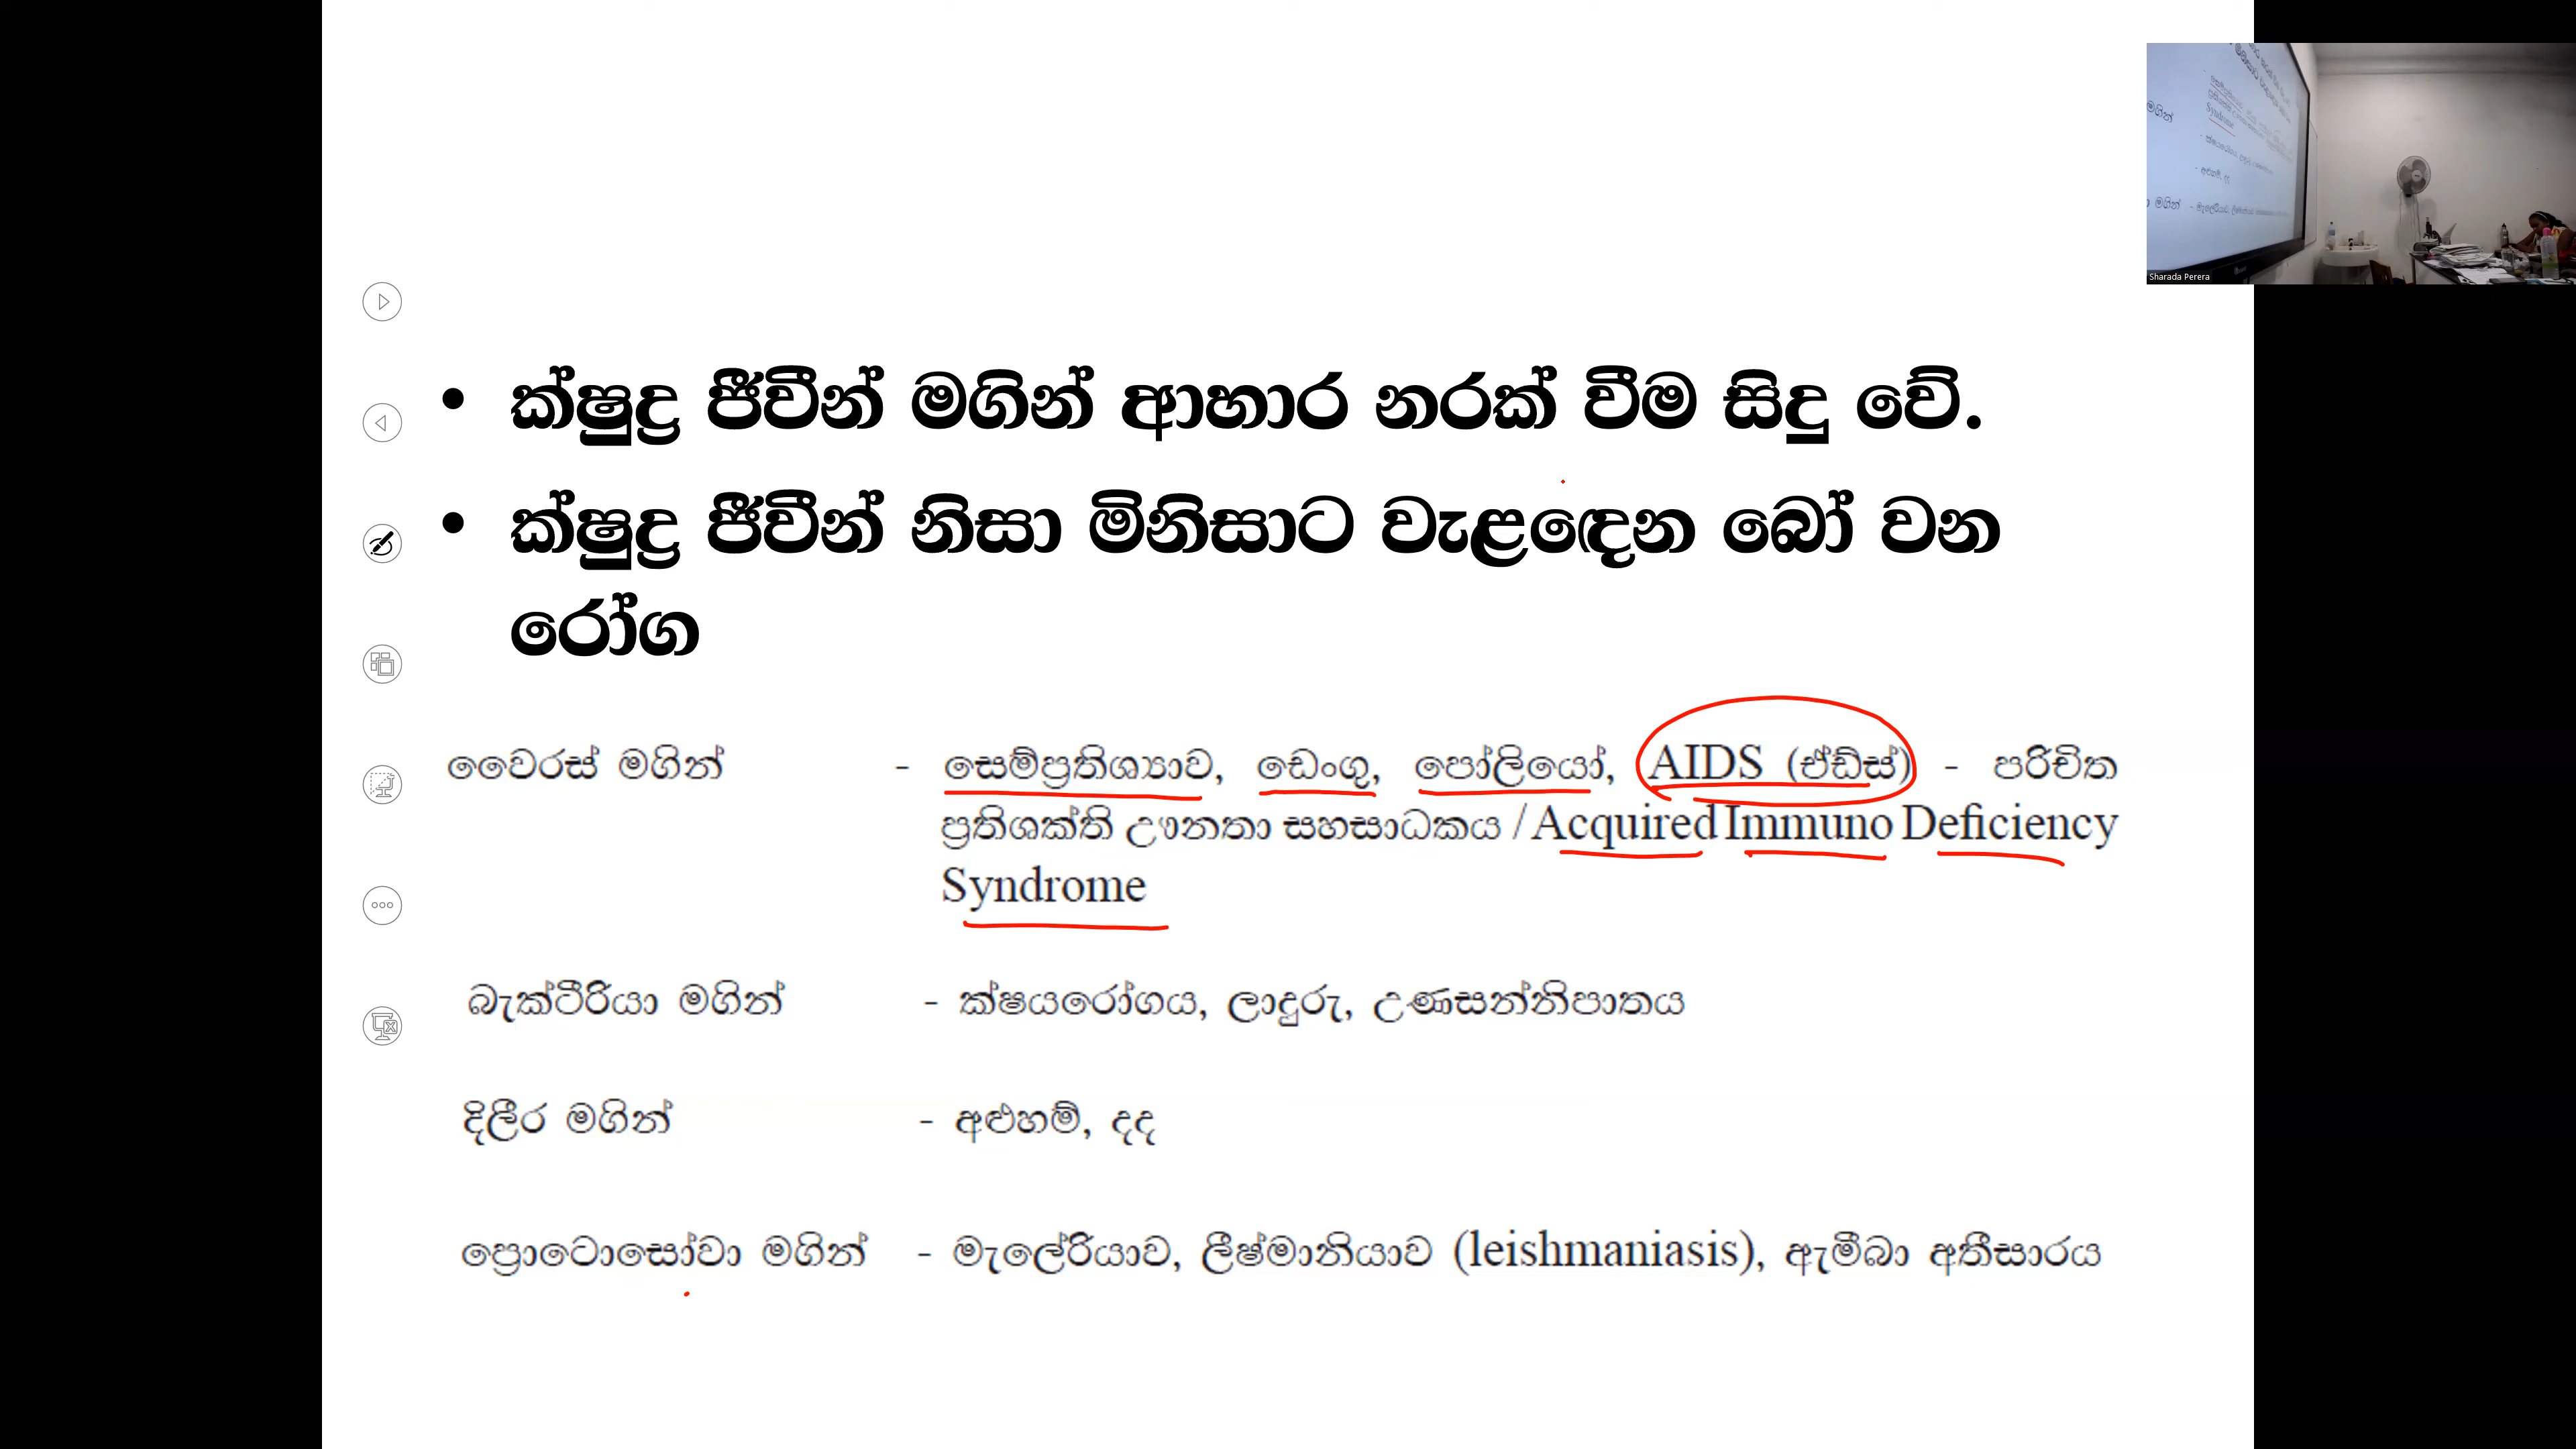 Sharada Perera
• ක්ෂුද්‍ර ජීවීන් මගින් ආහාර නරක් වීම සිදු වේ.
• ක්ෂුද්‍ර ජීවීන් නිසා මිනිසාට වැළඳෙන බෝ වන
රෝග
වෛරස් මගින් - සෙම්ප්‍රතිශ්‍යාව, ඩෙංගු, පෝලියෝ, AIDS (ඒඩ්ස්) - පරිචිත
ප්‍රතිශක්ති ඌනතා සහසාධකය / Acquired Immuno Deficiency
Syndrome
බැක්ටීරියා මගින් - ක්ෂයරෝගය, ලාදුරු, උණසන්නිපාතය
දිලීර මගින් - අළුහම්, දද
ප්‍රොටොසෝවා මගින් - මැලේරියාව, ලීෂ්මානියාව (leishmaniasis), ඇමීබා අතීසාරය